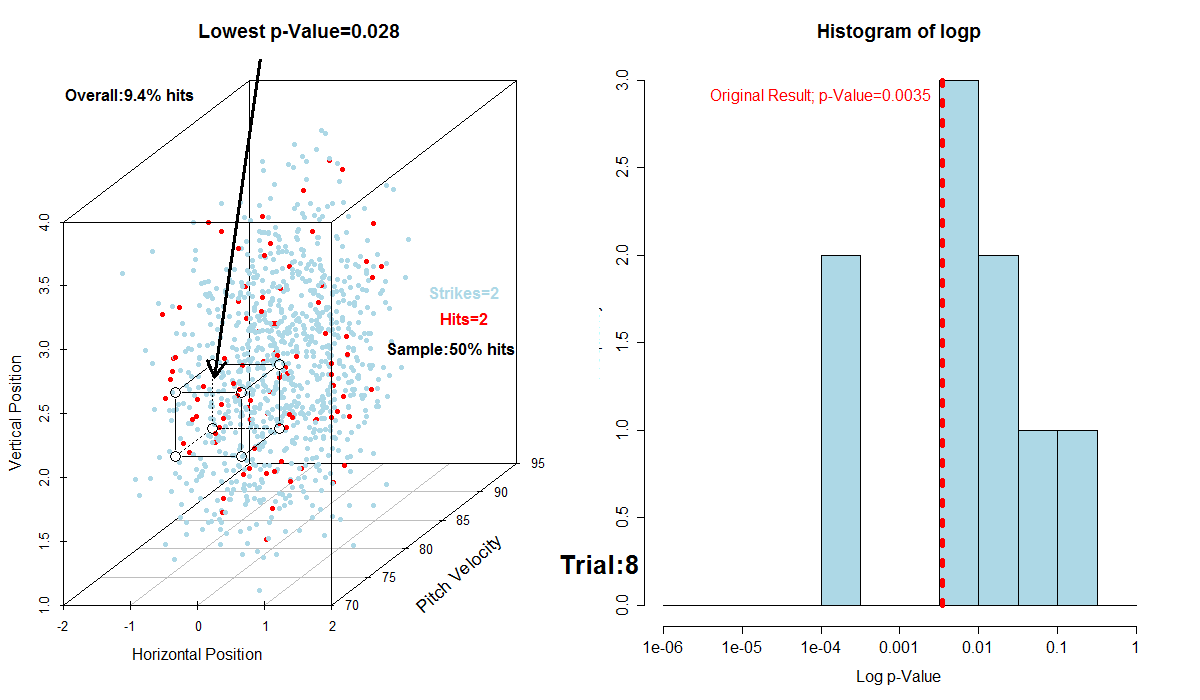 Lowest p-Value=0.028
Overall:9.4% hits
Strikes=2
Hits=2
Sample:50% hits
Vertical Position
4.0
3.5
3.0
2.5
2.0
1.5
1.0
-2 -1 0 1 2
Horizontal Position
70
75
80
85
90
95
Pitch Velocity
Trial:8
Histogram of logp
Original Result; p-Value=0.0035
3.0
2.5
2.0
1.5
1.0
0.5
0.0
1e-06 1e-05 1e-04 0.001 0.01 0.1 1
Log p-Value